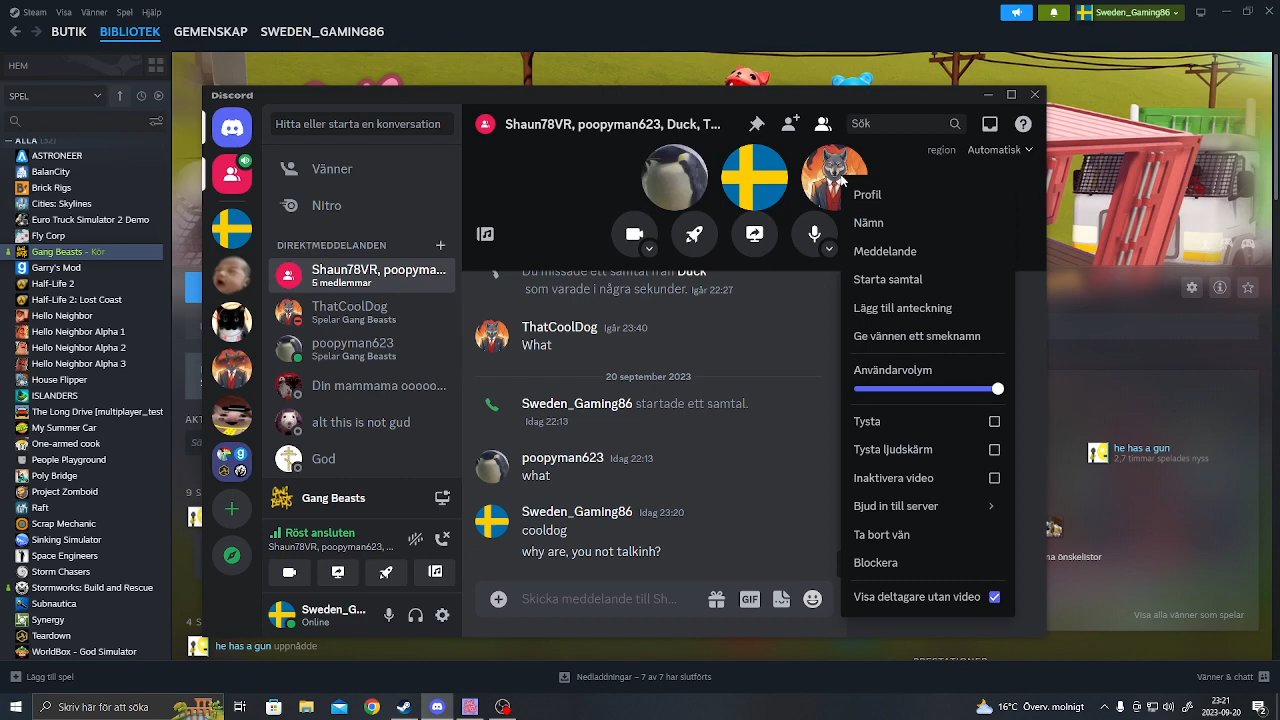 Steam Visa Vänner Spel Hjälp
Sweden_Gaming86
BUTIK BIBLIOTEK GEMENSKAP SWEDEN_GAMING86
HEM
SPEL
ALLA
ASTRONEER
Brick Rigs
Cities: Skylines
Euro Truck Simulator 2 Demo
Fly Corp
Gang Beasts - Kör
Garry's Mod
Half-Life 2
Half-Life 2: Lost Coast
Hello Neighbor
Hello Neighbor Alpha 1
Hello Neighbor Alpha 2
Hello Neighbor Alpha 3
House Flipper
ISLANDERS
The Long Drive [multiplayer_test
My Summer Car
One-armed cook
People Playground
Poly Bridge
Project Zomboid
Raft
Scrap Mechanic
Sinking Simulator
Space Engineers
Storm Chasers
Stormworks: Build and Rescue
Subnautica
Synergy
Teardown
WorldBox - God Simulator
Discord
Hitta eller starta en konversation
Vänner
Nitro
DIREKTMEDDELANDEN
Shaun78VR, poopyma...
5 medlemmar
ThatCoolDog
Spelar Gang Beasts
poopyman623
Spelar Gang Beasts
Din mammama ooooo...
alt this is not gud
God
GANG BEASTS
Gang Beasts
Röst ansluten
Shaun78VR, poopyman623, ...
Sweden_G...
Online
Shaun78VR, poopyman623, Duck, T...
Sök
region Automatisk
Du missade ett samtal från Duck
som varade i några sekunder. Igår 22:27
ThatCoolDog Igår 23:40
What
20 september 2023
Sweden_Gaming86 startade ett samtal.
Idag 22:13
poopyman623 Idag 22:13
what
Sweden_Gaming86 Idag 23:20
cooldog
why are, you not talkinh?
Skicka meddelande till Sh...
GIF
Profil
Nämn
Meddelande
Starta samtal
Lägg till anteckning
Ge vännen ett smeknamn
Användarvolym
Tysta
Tysta ljudskärm
Inaktivera video
Bjud in till server
Ta bort vän
Blockera
Visa deltagare utan video
he has a gun
2,7 timmar spelades nyss
na önskelistor
Visa alla vänner som spelar
he has a gun uppnådde
PRESTATIONER
Lägg till spel
Nedladdningar – 7 av 7 har slutförts
Vänner & chatt
Skriv här för att söka
16°C Övervä molnigt
23:21
2023-09-20
2